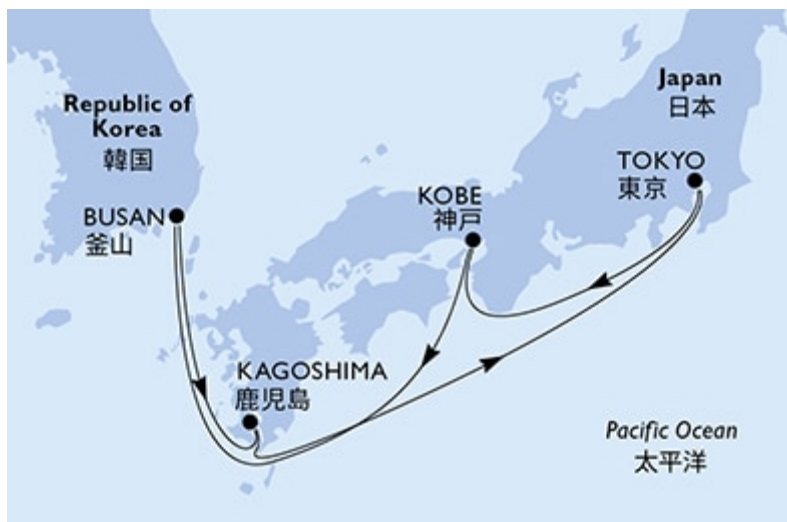 Republic of
Korea
韓国
BUSAN
釜山
Japan
日本
TOKYO
東京
KOBE
神戸
KAGOSHIMA
鹿児島
Pacific Ocean
太平洋